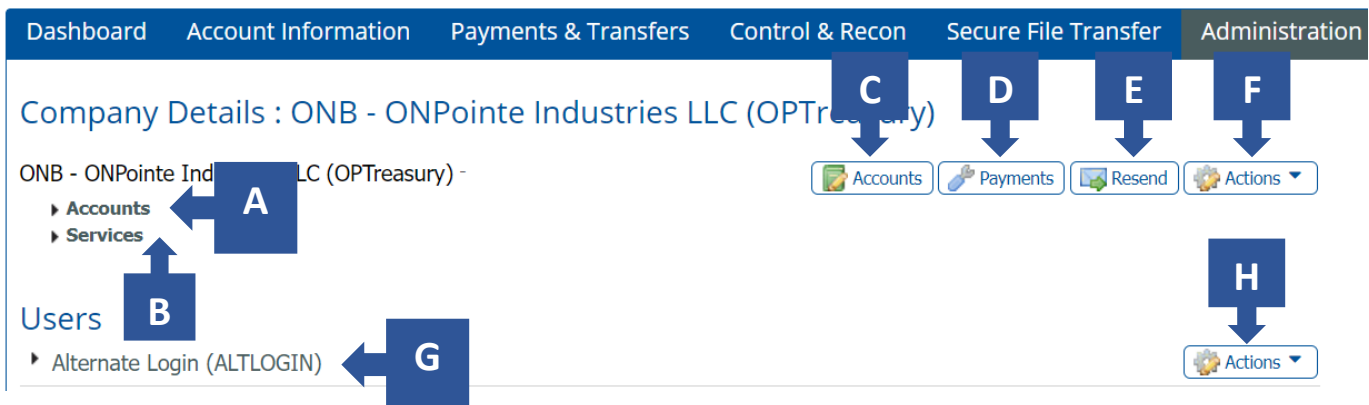 Dashboard Account Information Payments & Transfers Control & Recon Secure File Transfer Administration
C D E F
Company Details : ONB - ONPointe Industries LLC (OPTreasury)
ONB - ONPointe Ind LC (OPTreasury) -
Accounts Payments Resend Actions
Accounts A
Services
B H
Users
Alternate Login (ALTLOGIN) G Actions